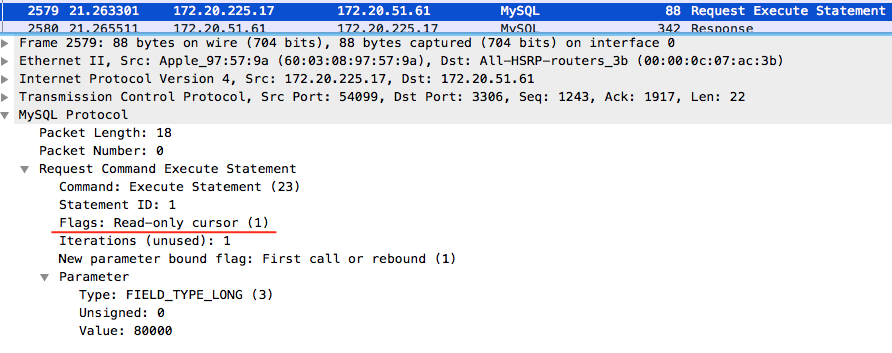 2579 21.263301 172.20.225.17 172.20.51.61 MySQL 88 Request Execute Statement
2580 21.265511 172.20.51.61 172.20.225.17 MySQL 342 Response
Frame 2579: 88 bytes on wire (704 bits), 88 bytes captured (704 bits) on interface 0
Ethernet II, Src: Apple_97:57:9a (60:03:08:97:57:9a), Dst: All-HSRP-routers_3b (00:00:0c:07:ac:3b)
Internet Protocol Version 4, Src: 172.20.225.17, Dst: 172.20.51.61
Transmission Control Protocol, Src Port: 54099, Dst Port: 3306, Seq: 1243, Ack: 1917, Len: 22
MySQL Protocol
Packet Length: 18
Packet Number: 0
Request Command Execute Statement
Command: Execute Statement (23)
Statement ID: 1
Flags: Read-only cursor (1)
Iterations (unused): 1
New parameter bound flag: First call or rebound (1)
Parameter
Type: FIELD_TYPE_LONG (3)
Unsigned: 0
Value: 80000